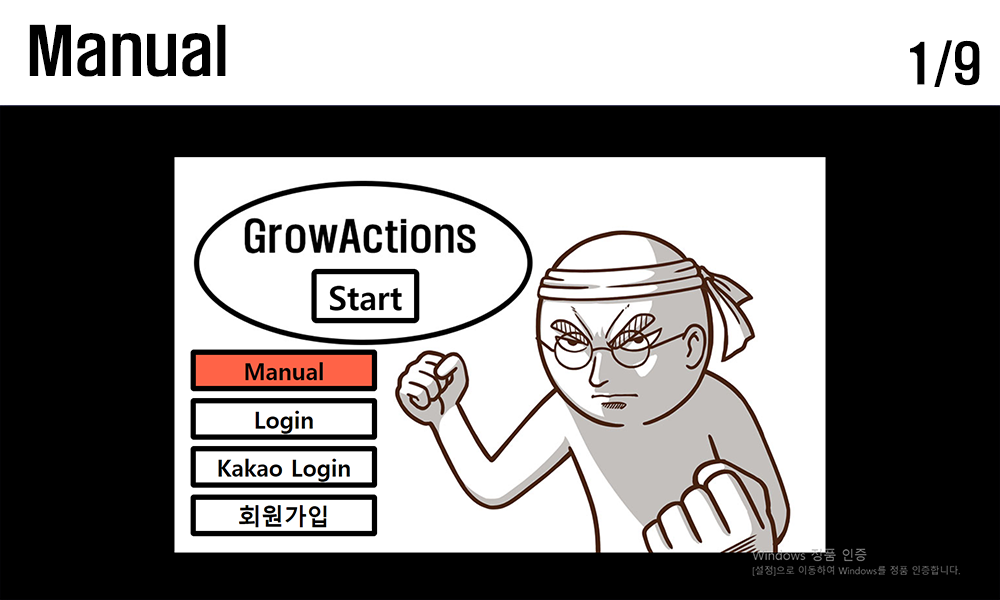 Manual
1/9
GrowActions
Start
Manual
Login
Kakao Login
회원가입
Windows 정품 인증
[설정]으로 이동하여 Windows를 정품 인증합니다.